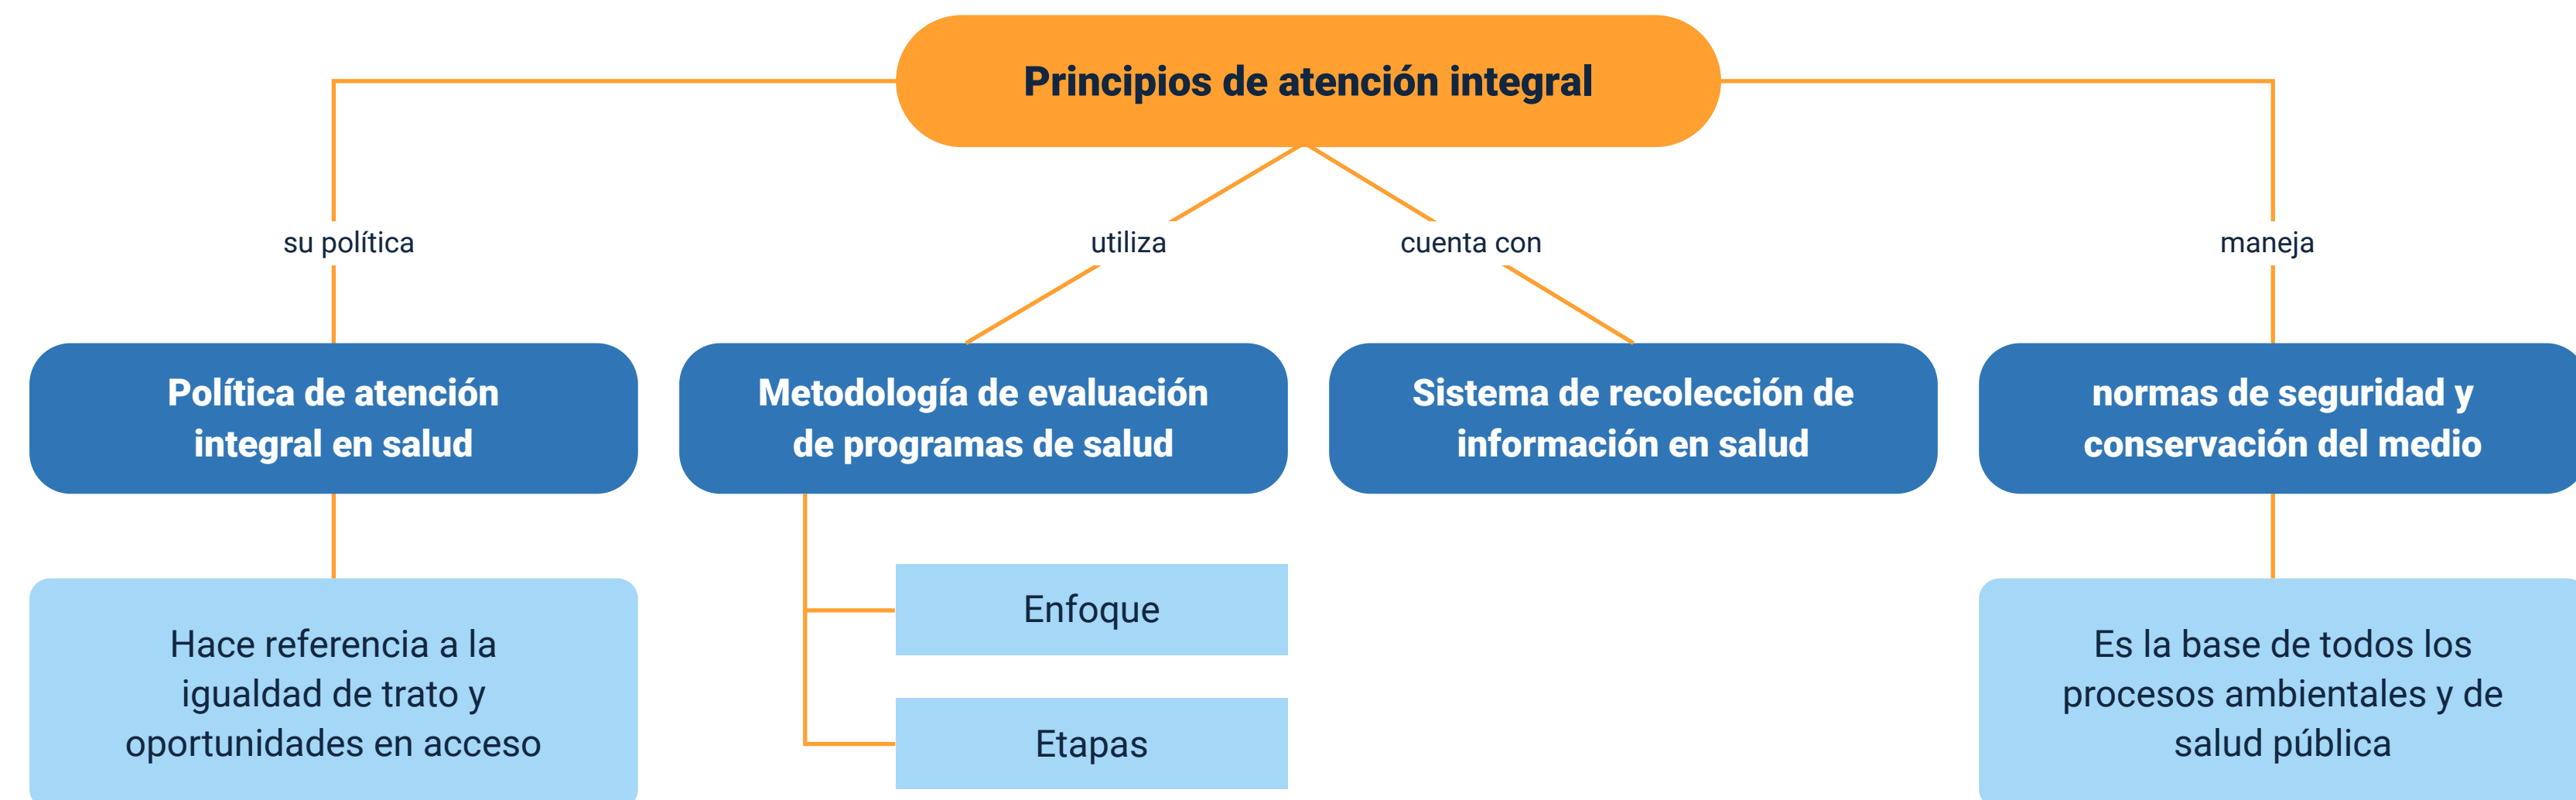 Principios de atención integral
su política
utiliza
cuenta con
maneja
Política de atención
integral en salud
Metodología de evaluación
de programas de salud
Sistema de recolección de
información en salud
normas de seguridad y
conservación del medio
Hace referencia a la
igualdad de trato y
oportunidades en acceso
Enfoque
Etapas
Es la base de todos los
procesos ambientales y de
salud pública